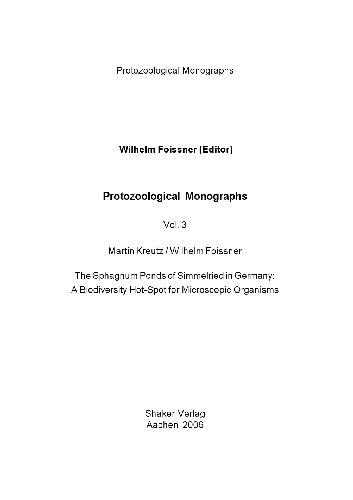 Protozoological Monographs
Wilhelm Foissner [Editor]
Protozoological Monographs
Vol. 3
Martin Kreutz / Wilhelm Foissner
The Sphagnum Ponds of Simmelried in Germany:
A Biodiversity Hot-Spot for Microscopic Organisms
Shaker Verlag
Aachen 2006